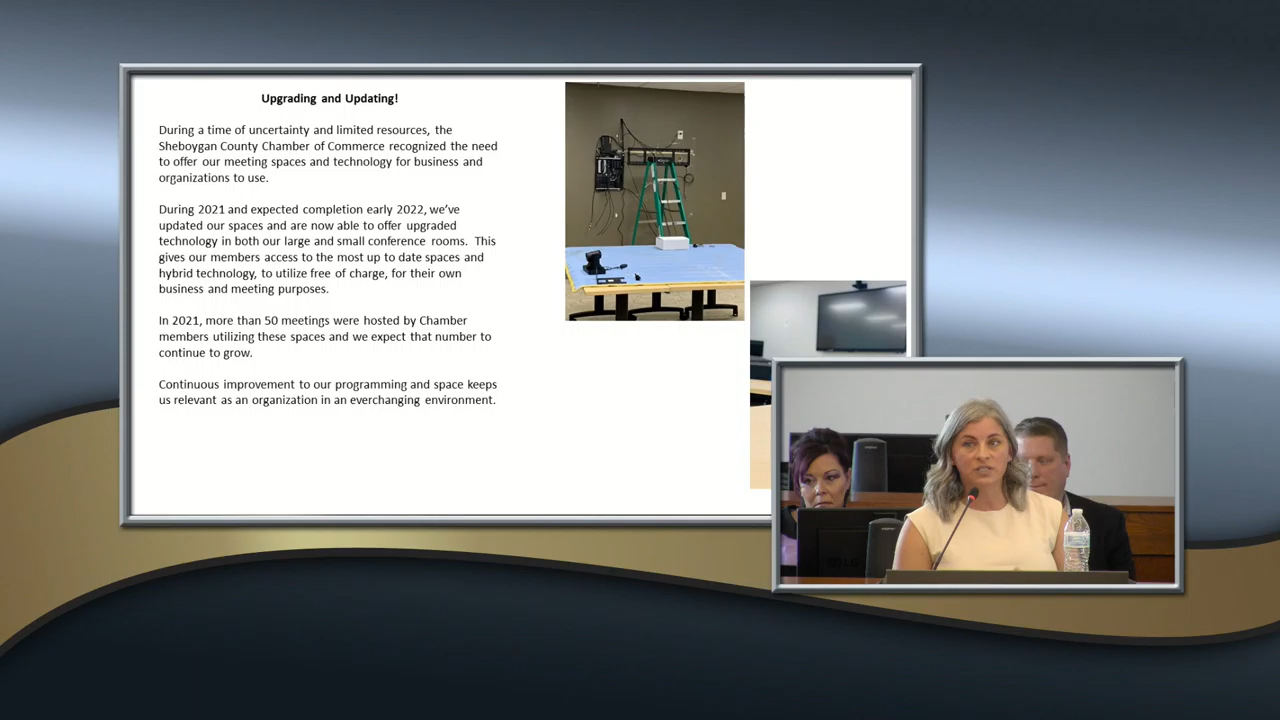 Upgrading and Updating!
During a time of uncertainty and limited resources, the
Sheboygan County Chamber of Commerce recognized the need
to offer our meeting spaces and technology for business and
organizations to use.
During 2021 and expected completion early 2022, we've
updated our spaces and are now able to offer upgraded
technology in both our large and small conference rooms. This
gives our members access to the most up to date spaces and
hybrid technology, to utilize free of charge, for their own
business and meeting purposes.
In 2021, more than 50 meetings were hosted by Chamber
members utilizing these spaces and we expect that number to
continue to grow.
Continuous improvement to our programming and space keeps
us relevant as an organization in an everchanging environment.
LG